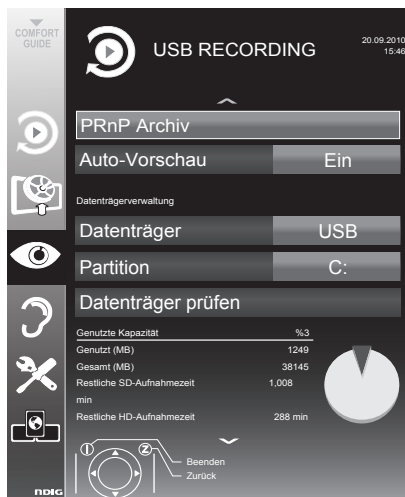 COMFORT
GUIDE
USB RECORDING
20.09.2010
15:46
PRnP Archiv
Auto-Vorschau Ein
Datenträgerverwaltung
Datenträger USB
Partition C:
Datenträger prüfen
Genutzte Kapazität %3
Genutzt (MB) 1249
Gesamt (MB) 38145
Restliche SD-Aufnahmezeit 1,008
min
Restliche HD-Aufnahmezeit 288 min
Beenden
Zurück
NDIG